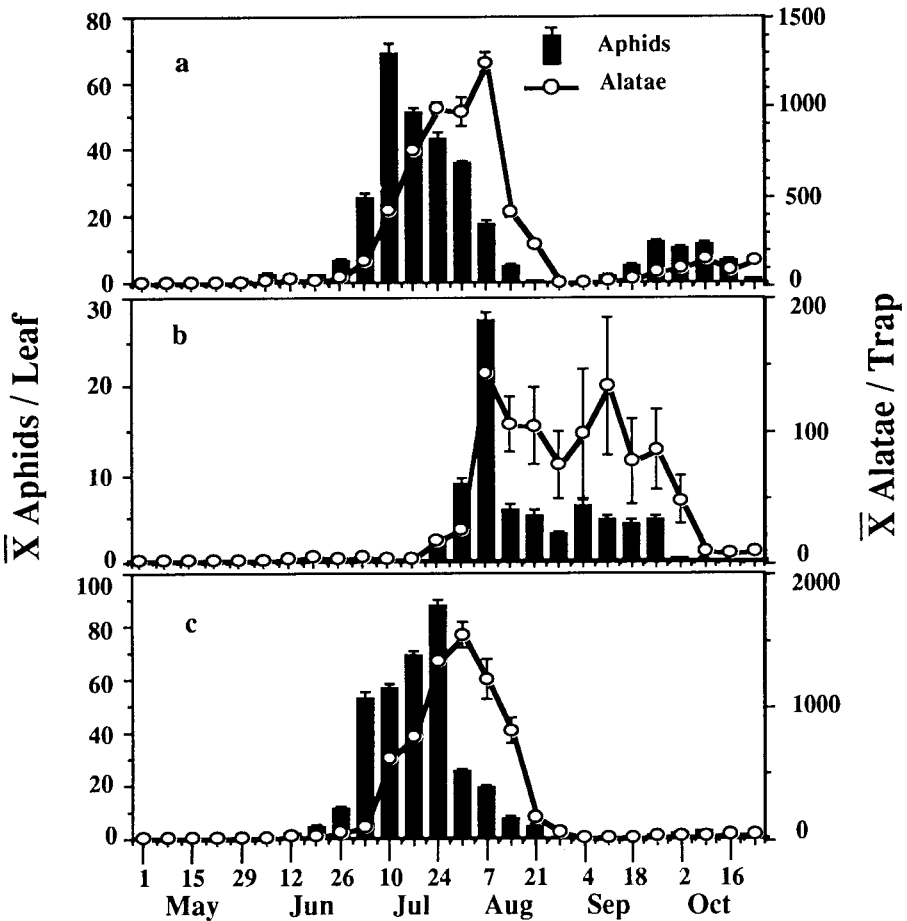 80
60
40
20
0
a
Aphids
Alatae
1500
1000
500
0
30
20
10
0
b
200
100
0
100
80
60
40
20
0
c
2000
1000
0
X̅ Aphids / Leaf
X̅ Alatae / Trap
1 15 29 12 26 10 24 7 21 4 18 2 16
May Jun Jul Aug Sep Oct